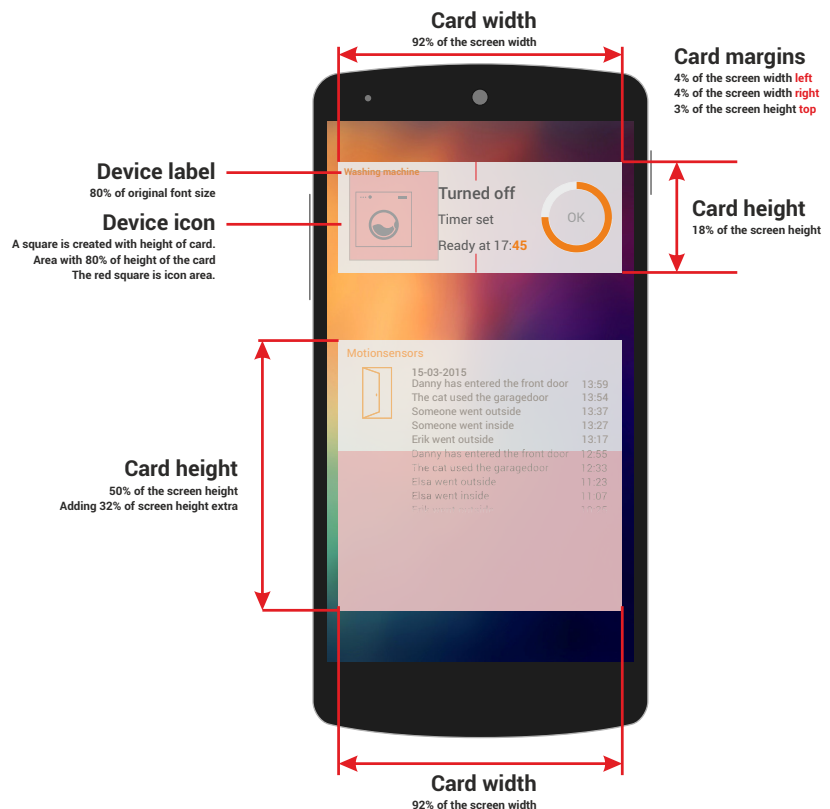 Card width
92% of the screen width
Card margins
4% of the screen width left
4% of the screen width right
3% of the screen height top
Device label
80% of original font size
Device icon
A square is created with height of card.
Area with 80% of height of the card
The red square is icon area.
Washing machine
Turned off
Timer set
Ready at 17:45
OK
Card height
18% of the screen height
Motionsensors
15-03-2015
Danny has entered the front door 13:59
The cat used the garagedoor 13:54
Someone went outside 13:37
Someone went inside 13:27
Erik went outside 13:17
Danny has entered the front door 12:55
The cat used the garagedoor 12:33
Elsa went outside 11:23
Elsa went inside 11:07
Erik went outside
Card height
50% of the screen height
Adding 32% of screen height extra
Card width
92% of the screen width